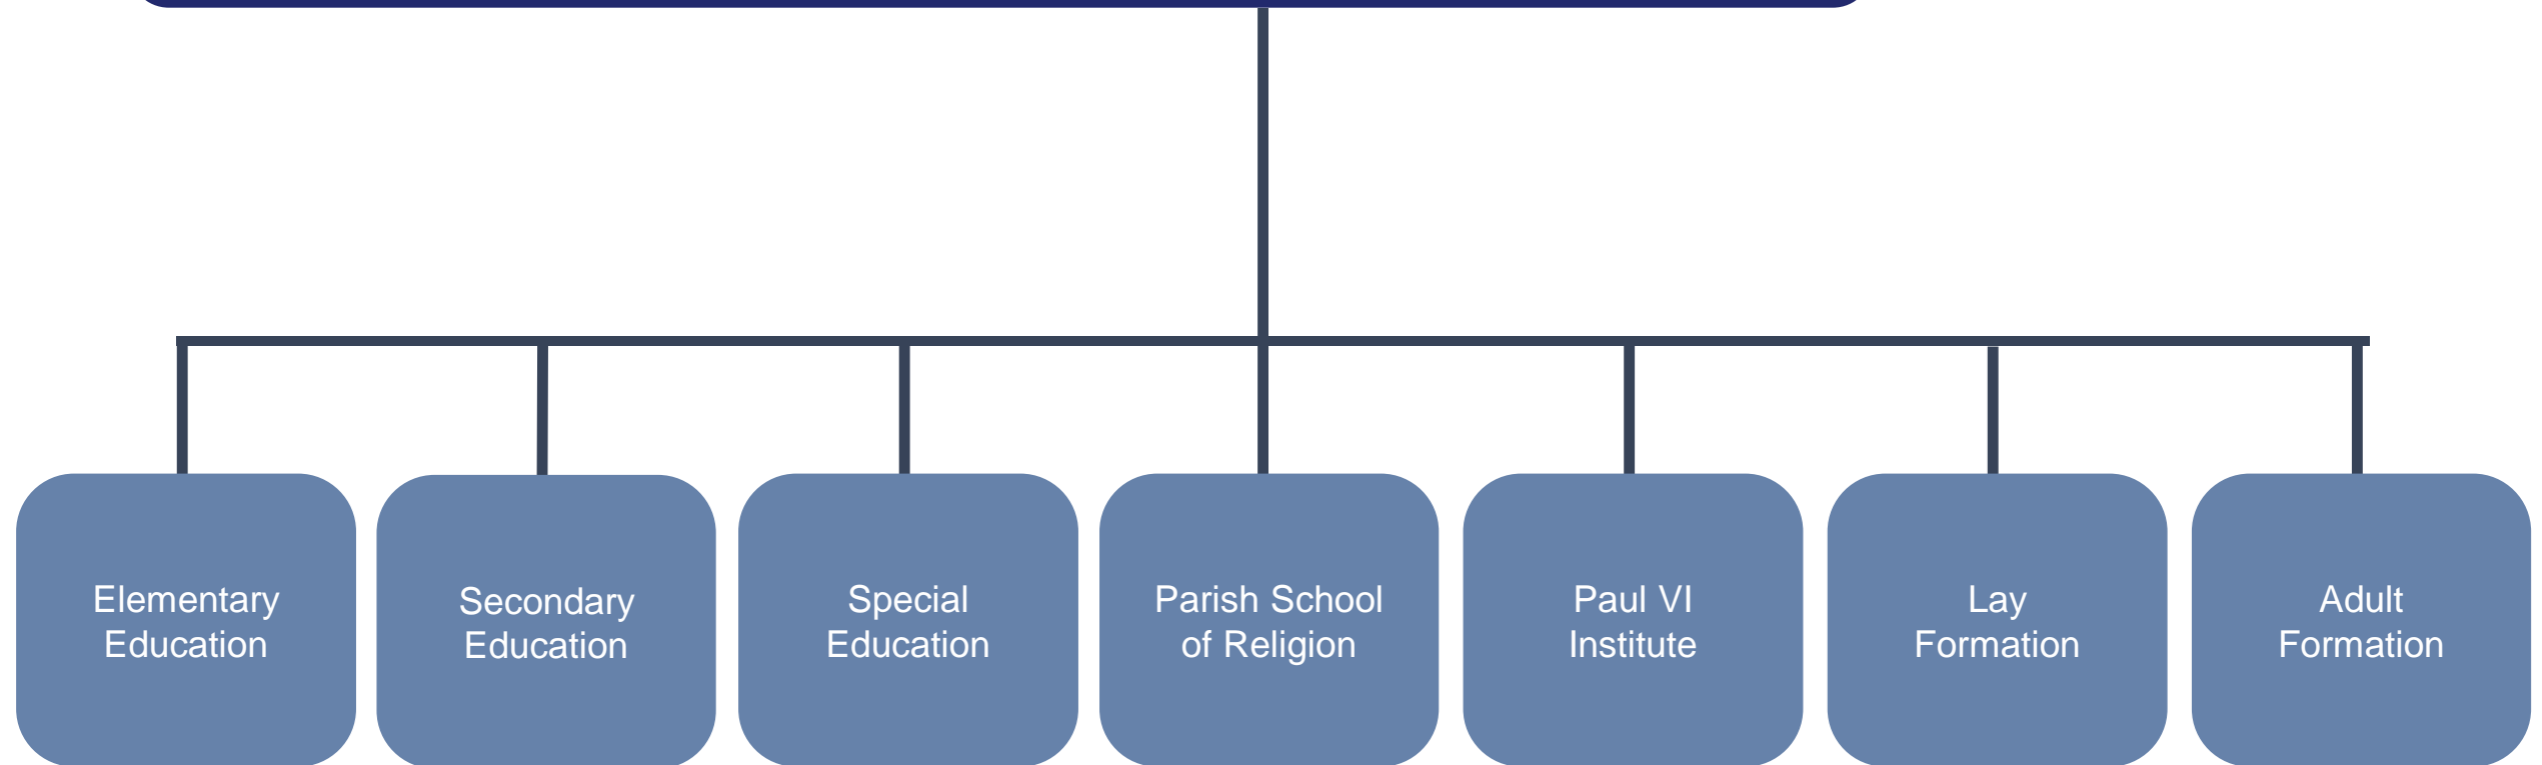 Elementary
Education
Secondary
Education
Special
Education
Parish School
of Religion
Paul VI
Institute
Lay
Formation
Adult
Formation